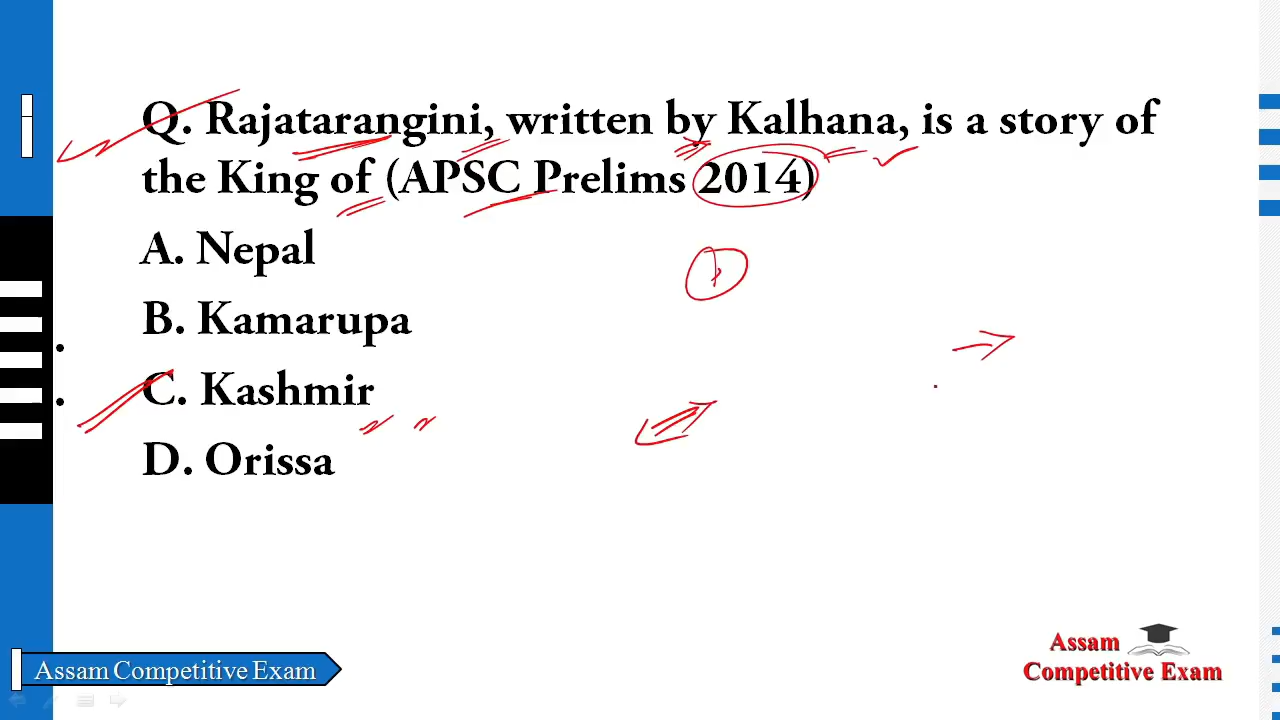 Q. Rajatarangini, written by Kalhana, is a story of
the King of (APSC Prelims 2014)
A. Nepal
B. Kamarupa
C. Kashmir
D. Orissa
Assam Competitive Exam
Assam
Competitive Exam